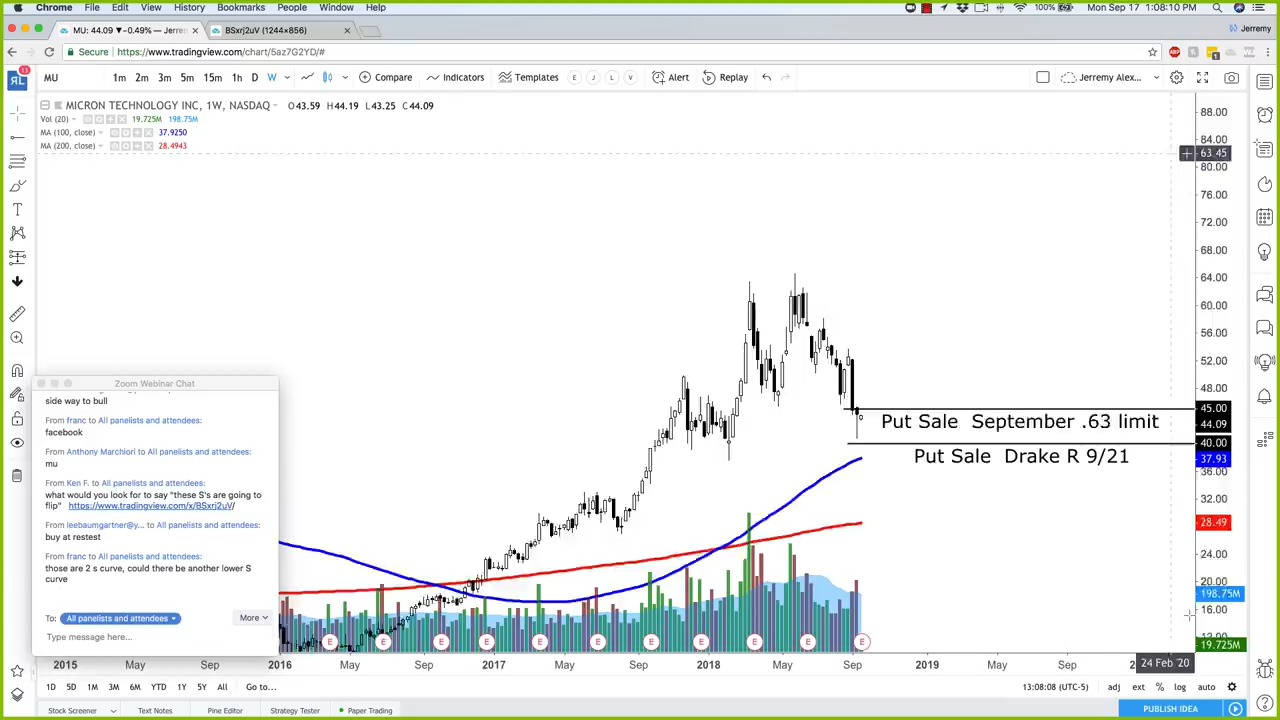 Chrome File Edit View History Bookmarks People Window Help
100% Mon Sep 17 1:08:10 PM
MU: 44.09 ▼−0.49% — Jerren ×
BSxrj2uV (1244×856) ×
Jerremy
Secure https://www.tradingview.com/chart/5az7G2YD/#
MU 1m 2m 3m 5m 15m 1h D W Compare Indicators Templates E J L V Alert Replay Jeremy Alex...
MICRON TECHNOLOGY INC, 1W, NASDAQ O43.59 H44.19 L43.25 C44.09
Vol (20) 19.725M 198.75M
MA (100, close) 37.9250
MA (200, close) 28.4943
88.00
84.00
63.45
80.00
76.00
72.00
68.00
64.00
60.00
56.00
52.00
48.00
45.00
44.09
40.00
37.93
32.00
28.49
24.00
20.00
198.75M
16.00
19.725M
Put Sale September .63 limit
Put Sale Drake R 9/21
Zoom Webinar Chat
side way to bull
From franc to All panelists and attendees:
facebook
From Anthony Marchiori to All panelists and attendees:
mu
From Ken F. to All panelists and attendees:
what would you look for to say "these S's are going to
flip" https://www.tradingview.com/x/BSxrj2uV/
From leebaumgartner@y... to All panelists and attendees:
buy at restest
From franc to All panelists and attendees:
those are 2 s curve, could there be another lower S
curve
To: All panelists and attendees More
Type message here...
E E E E E E E E E E E
2015 Sep 2016 May Sep 2017 May Sep 2018 May Sep 2019 May Sep 24 Feb '20
1D 5D 1M 3M 6M YTD 1Y 5Y All Go to... 13:08:08 (UTC-5) adj ext % log auto
Stock Screener Text Notes Pine Editor Strategy Tester Paper Trading PUBLISH IDEA